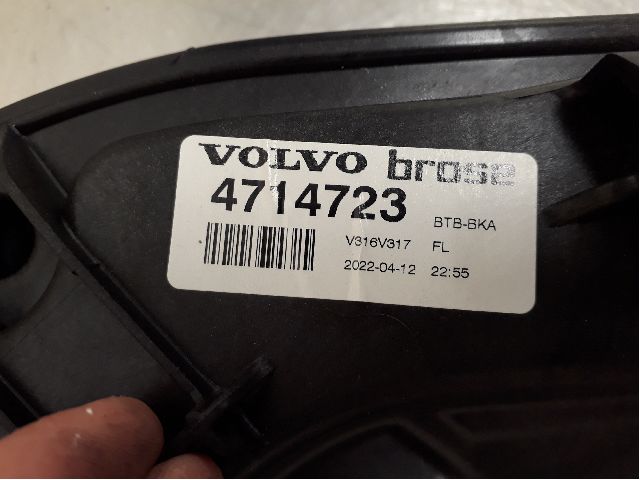 VOLVO brose
4714723 BTB-BKA
V316V317 FL
2022-04-12 22:55